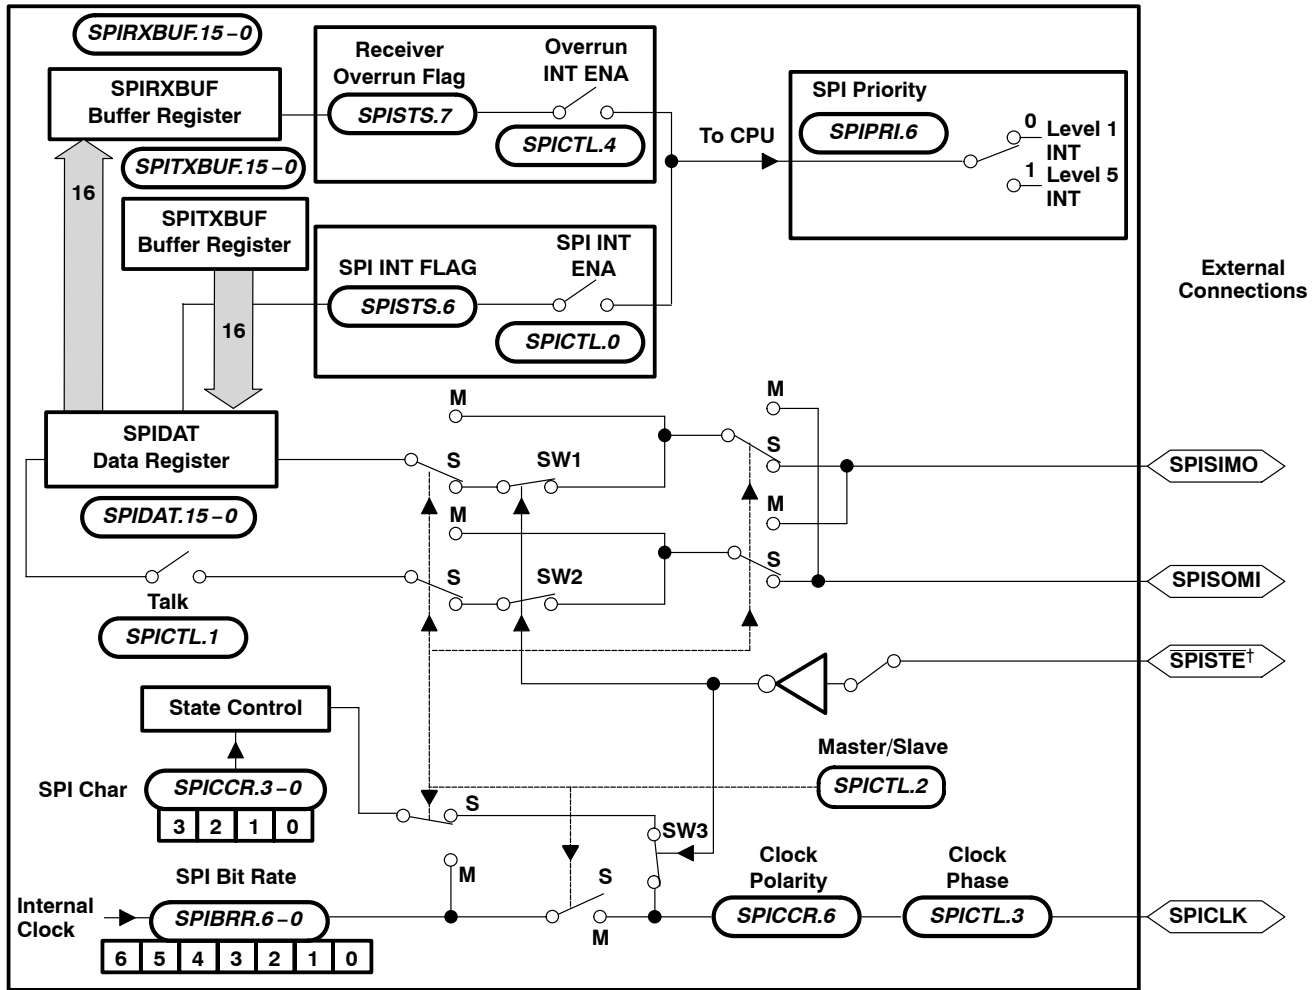 SPIRXBUF.15–0
SPIRXBUF
Buffer Register
Receiver
Overrun Flag
SPISTS.7
Overrun
INT ENA
SPICTL.4
To CPU
SPI Priority
SPIPRI.6
0
Level 1
INT
1
Level 5
INT
16
SPITXBUF.15–0
SPITXBUF
Buffer Register
16
SPI INT FLAG
SPISTS.6
SPI INT
ENA
SPICTL.0
External
Connections
SPIDAT
Data Register
SPIDAT.15–0
M
S
SW1
M
S
SPISIMO
M
S
SW2
M
S
SPISOMI
Talk
SPICTL.1
SPISTE†
State Control
Master/Slave
SPICTL.2
SPI Char
SPICCR.3–0
3 2 1 0
S
M
SW3
SPI Bit Rate
Internal
Clock
SPIBRR.6–0
6 5 4 3 2 1 0
S
M
Clock
Polarity
SPICCR.6
Clock
Phase
SPICTL.3
SPICLK